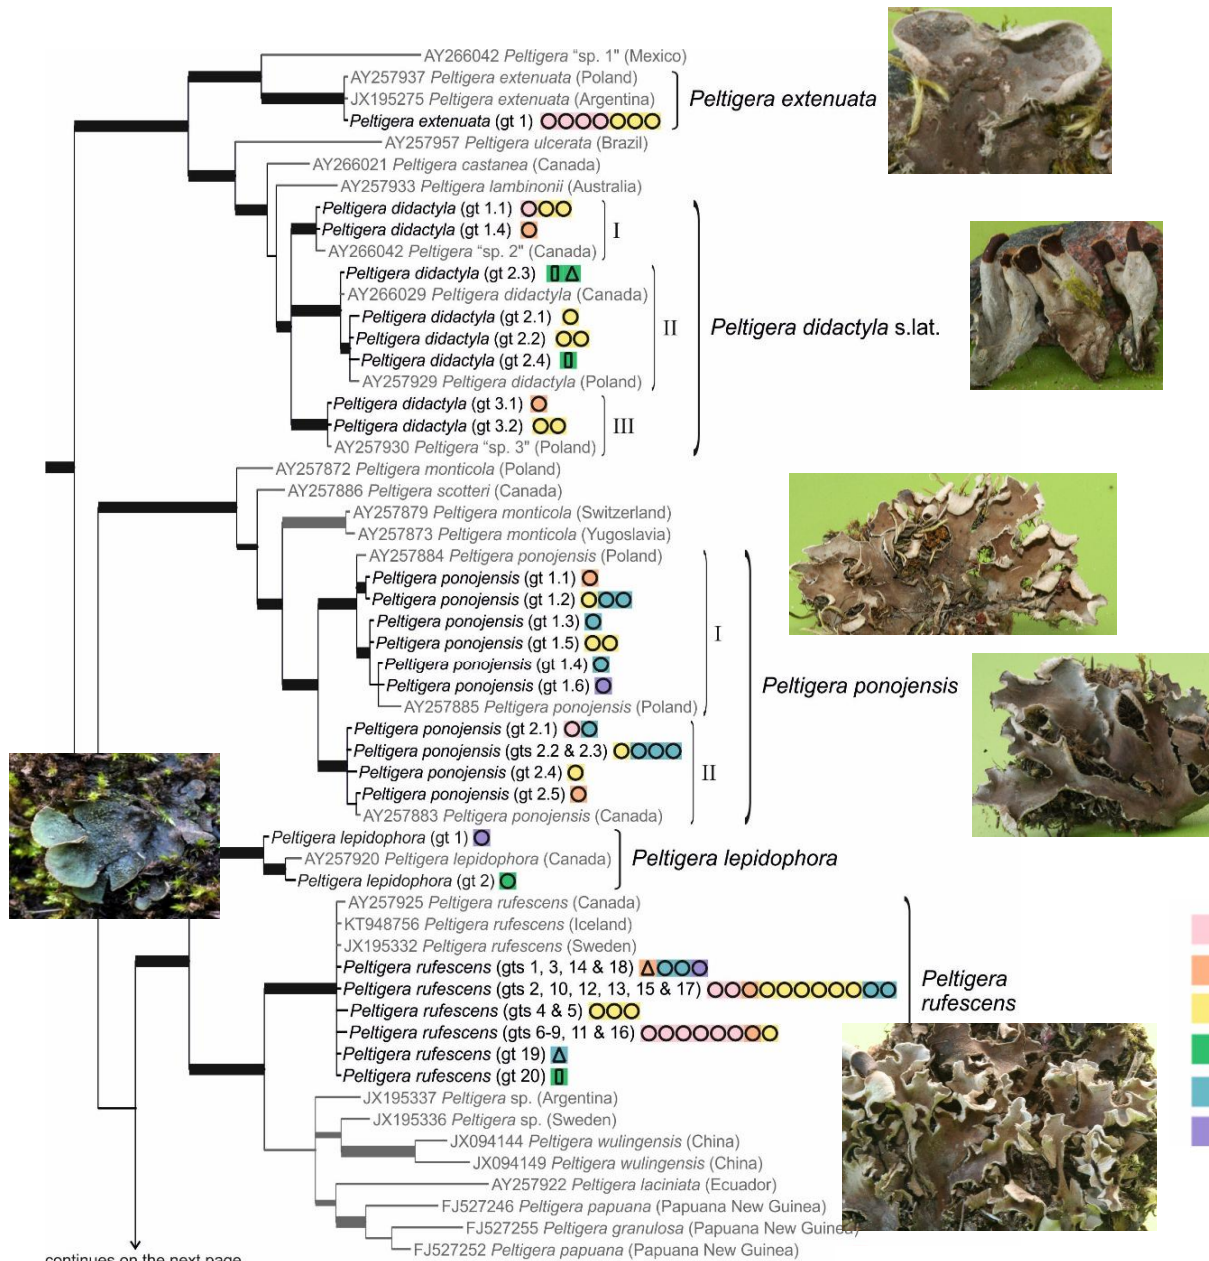 AY266042 Peltigera "sp. 1" (Mexico)
AY257937 Peltigera extenuata (Poland)
JX195275 Peltigera extenuata (Argentina)
Peltigera extenuata (gt 1)
Peltigera extenuata
AY257957 Peltigera ulcerata (Brazil)
AY266021 Peltigera castanea (Canada)
AY257933 Peltigera lambinonii (Australia)
Peltigera didactyla (gt 1.1)
Peltigera didactyla (gt 1.4)
I
AY266042 Peltigera "sp. 2" (Canada)
Peltigera didactyla (gt 2.3)
AY266029 Peltigera didactyla (Canada)
Peltigera didactyla (gt 2.1)
II
Peltigera didactyla s.lat.
Peltigera didactyla (gt 2.2)
Peltigera didactyla (gt 2.4)
AY257929 Peltigera didactyla (Poland)
Peltigera didactyla (gt 3.1)
Peltigera didactyla (gt 3.2)
III
AY257930 Peltigera "sp. 3" (Poland)
AY257872 Peltigera monticola (Poland)
AY257886 Peltigera scotteri (Canada)
AY257879 Peltigera monticola (Switzerland)
AY257873 Peltigera monticola (Yugoslavia)
AY257884 Peltigera ponojensis (Poland)
Peltigera ponojensis (gt 1.1)
Peltigera ponojensis (gt 1.2)
Peltigera ponojensis (gt 1.3)
I
Peltigera ponojensis (gt 1.5)
Peltigera ponojensis (gt 1.4)
Peltigera ponojensis (gt 1.6)
Peltigera ponojensis
AY257885 Peltigera ponojensis (Poland)
Peltigera ponojensis (gt 2.1)
Peltigera ponojensis (gts 2.2 & 2.3)
Peltigera ponojensis (gt 2.4)
II
Peltigera ponojensis (gt 2.5)
AY257883 Peltigera ponojensis (Canada)
Peltigera lepidophora (gt 1)
AY257920 Peltigera lepidophora (Canada)
Peltigera lepidophora
Peltigera lepidophora (gt 2)
AY257925 Peltigera rufescens (Canada)
KT948756 Peltigera rufescens (Iceland)
JX195332 Peltigera rufescens (Sweden)
Peltigera rufescens (gts 1, 3, 14 & 18)
Peltigera rufescens (gts 2, 10, 12, 13, 15 & 17)
Peltigera
rufescens
Peltigera rufescens (gts 4 & 5)
Peltigera rufescens (gts 6-9, 11 & 16)
Peltigera rufescens (gt 19)
Peltigera rufescens (gt 20)
JX195337 Peltigera sp. (Argentina)
JX195336 Peltigera sp. (Sweden)
JX094144 Peltigera wulingensis (China)
JX094149 Peltigera wulingensis (China)
AY257922 Peltigera laciniata (Ecuador)
FJ527246 Peltigera papuana (Papuana New Guinea)
FJ527255 Peltigera granulosa (Papuana New Guinea)
FJ527252 Peltigera papuana (Papuana New Guinea)
continues on the next page